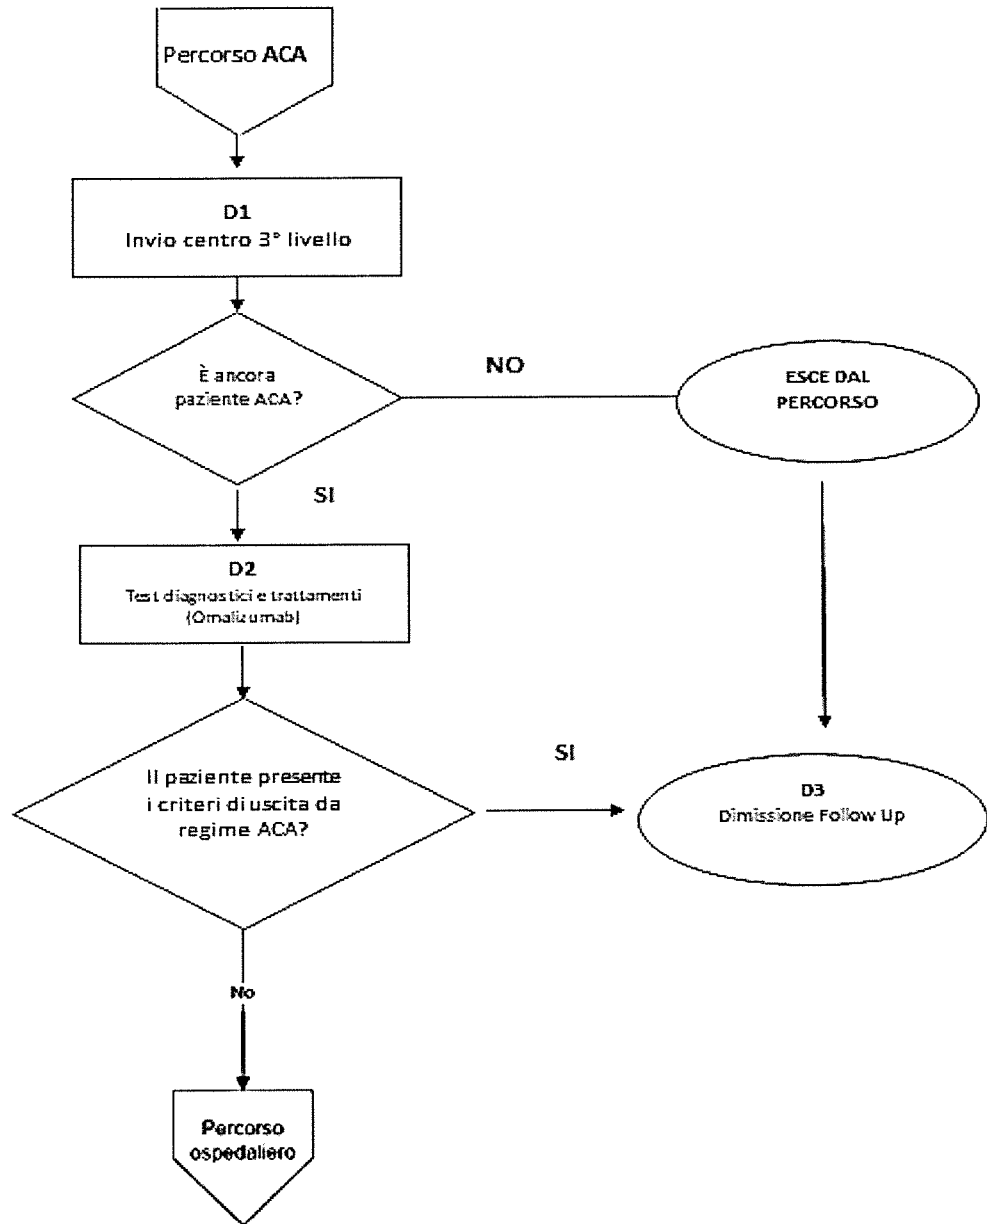 Percorso ACA
D1
Invio centro 3° livello
È ancora
paziente ACA?
NO
ESCE DAL
PERCORSO
SI
D2
Test diagnostici e trattamenti
(Omalizumab)
Il paziente presente
i criteri di uscita da
regime ACA?
SI
D3
Dimissione Follow Up
No
Percorso
ospedaliero